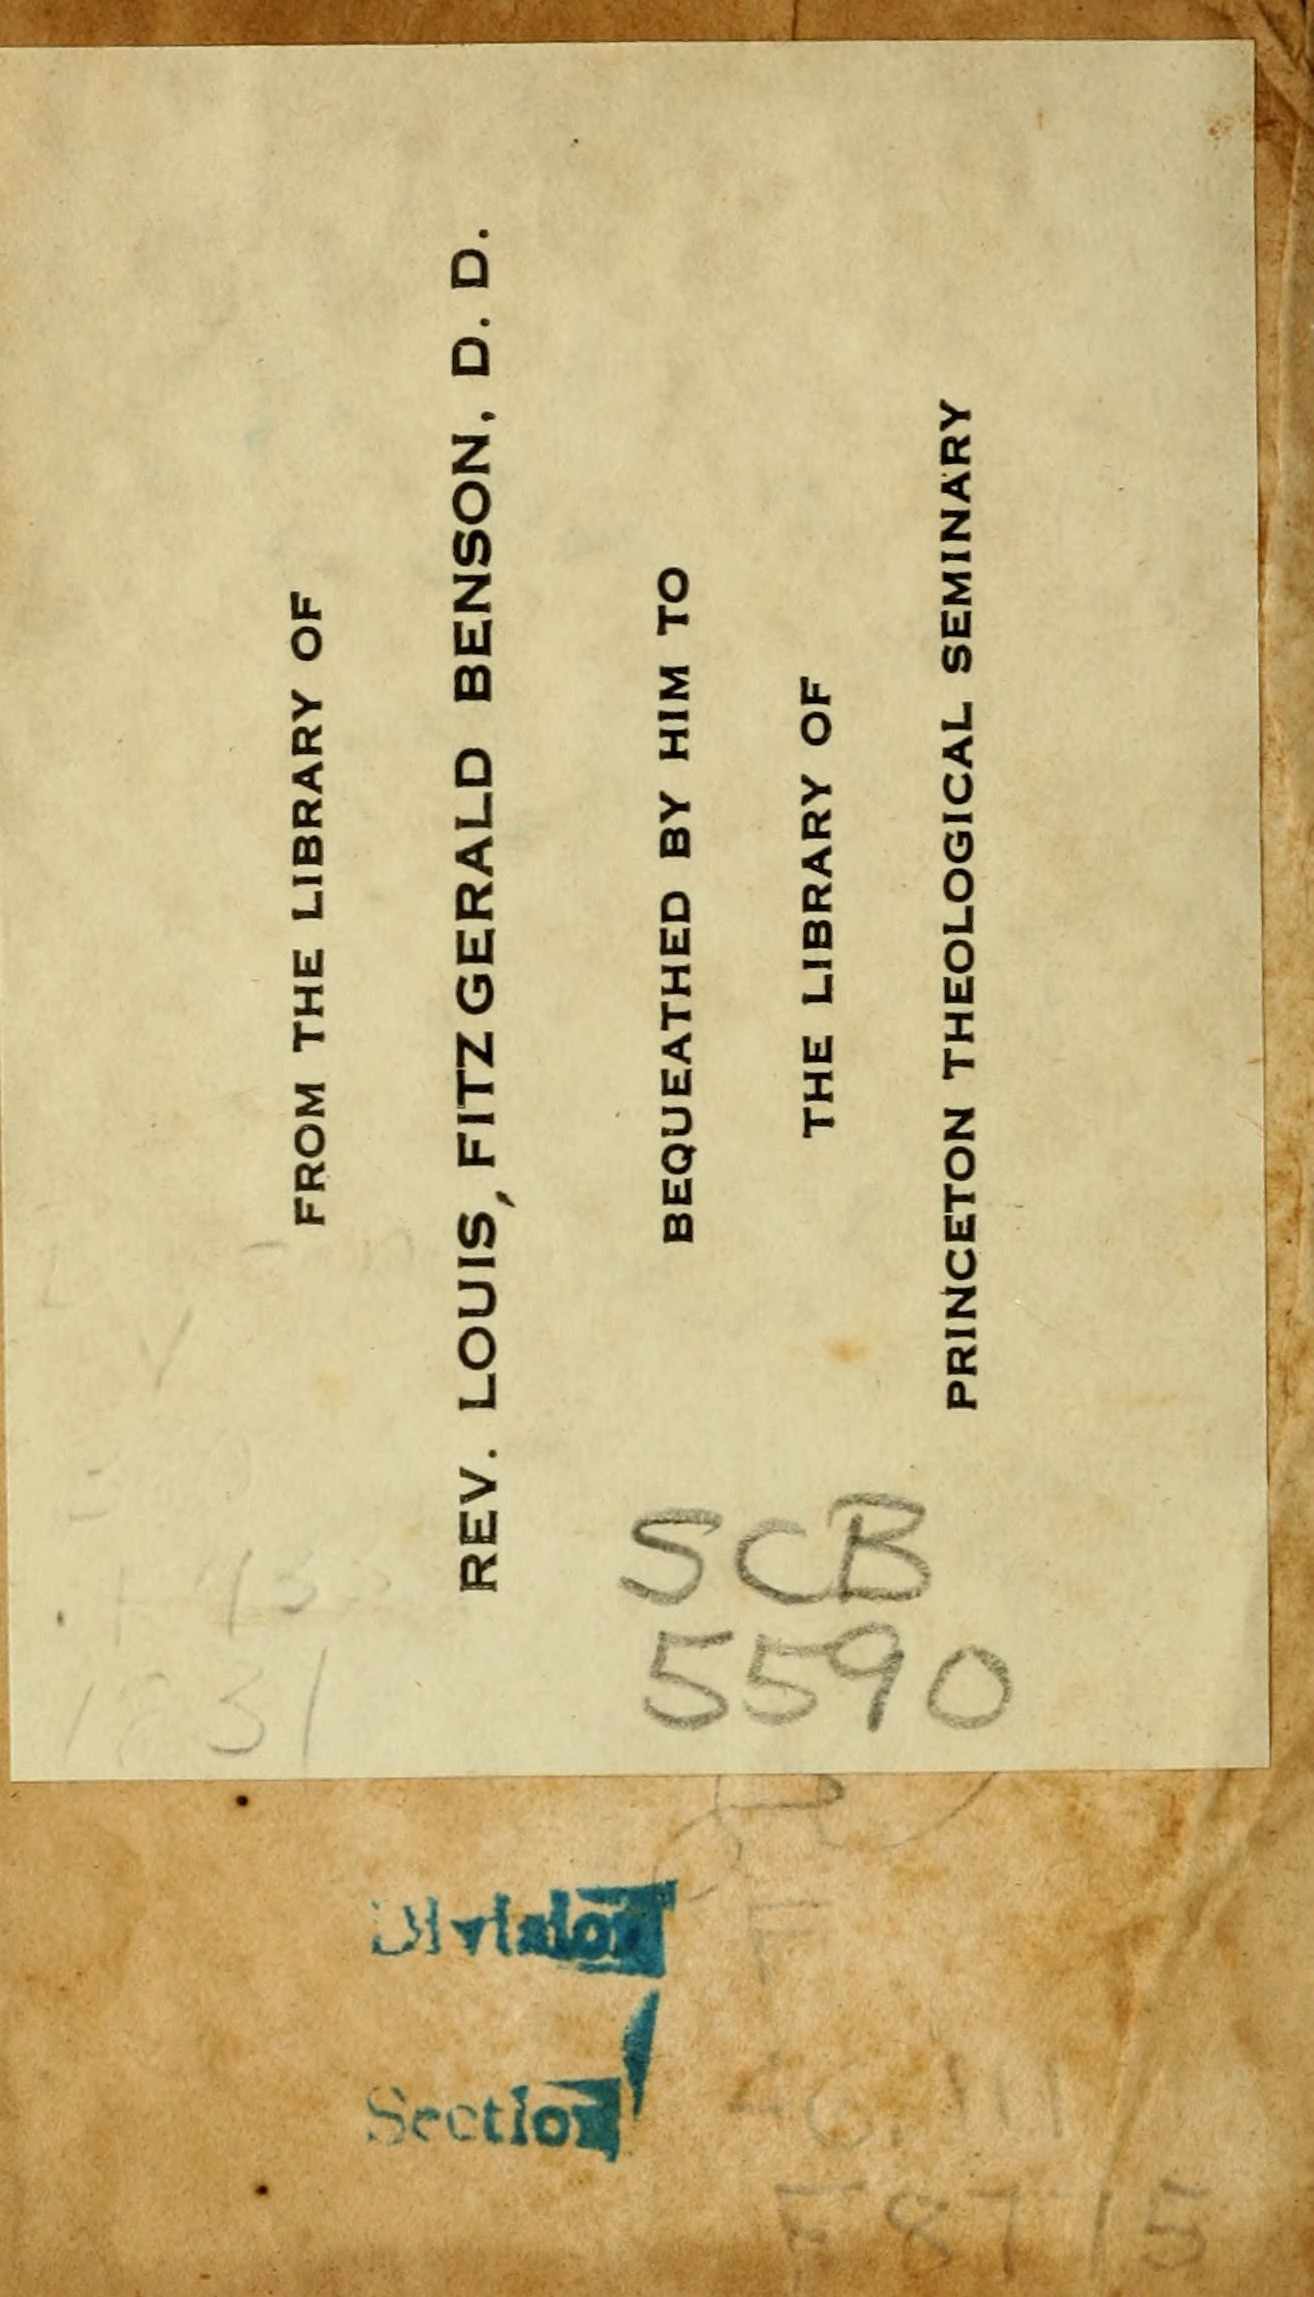 FROM THE LIBRARY OF
REV. LOUIS, FITZGERALD BENSON, D. D.
BEQUEATHED BY HIM TO
THE LIBRARY OF
PRINCETON THEOLOGICAL SEMINARY
SCB
5590
Division
Section